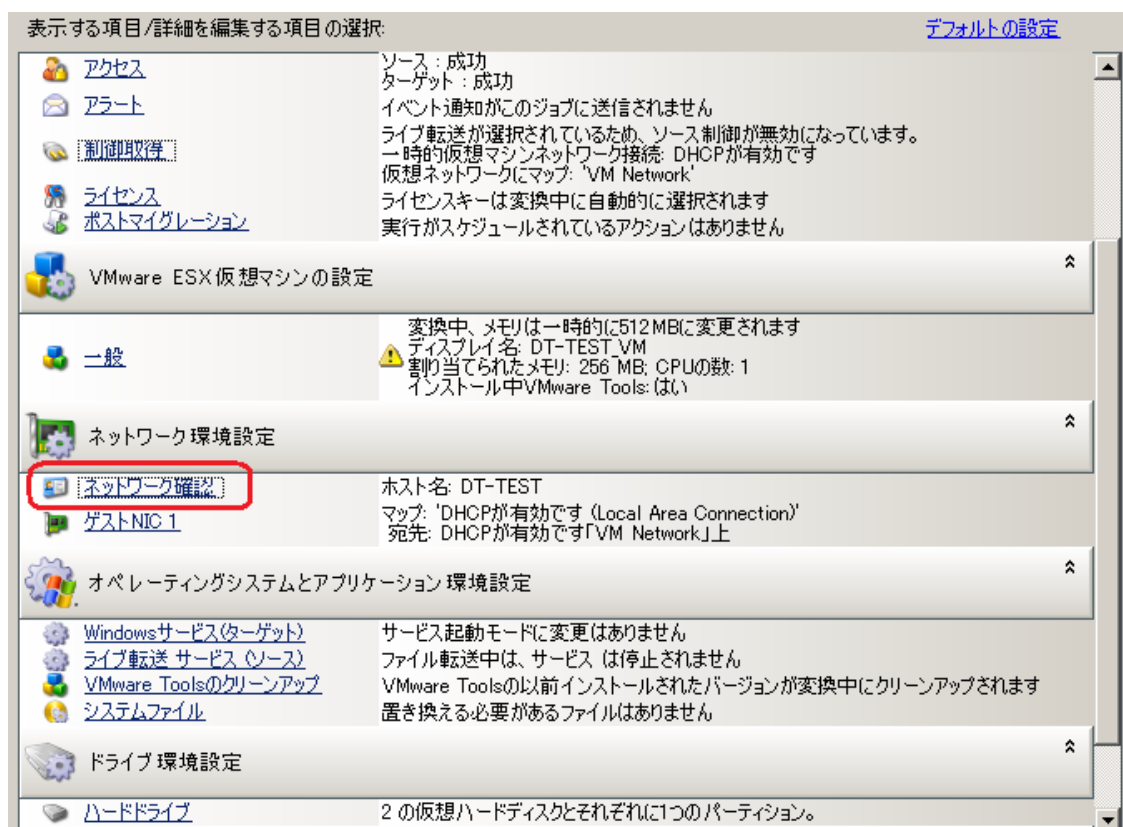 表示する項目/詳細を編集する項目の選択: デフォルトの設定
アクセス
ソース : 成功
ターゲット : 成功
アラート イベント通知がこのジョブに送信されません
制御取得
ライブ転送が選択されているため、ソース制御が無効になっています。
一時的仮想マシンネットワーク接続: DHCPが有効です
仮想ネットワークにマップ: 'VM Network'
ライセンス ライセンスキーは変換中に自動的に選択されます
ポストマイグレーション 実行がスケジュールされているアクションはありません
VMware ESX仮想マシンの設定
一般
変換中、メモリは一時的に512MBに変更されます
ディスプレイ名: DT-TEST_VM
割り当てられたメモリ: 256 MB; CPUの数: 1
インストール中VMware Tools: はい
ネットワーク環境設定
ネットワーク確認 ホスト名: DT-TEST
ゲストNIC 1
マップ: 'DHCPが有効です (Local Area Connection)'
宛先: DHCPが有効です「VM Network」上
オペレーティングシステムとアプリケーション環境設定
Windowsサービス(ターゲット) サービス起動モードに変更はありません
ライブ転送 サービス (ソース) ファイル転送中は、サービス は停止されません
VMware Toolsのクリーンアップ VMware Toolsの以前インストールされたバージョンが変換中にクリーンアップされます
システムファイル 置き換える必要があるファイルはありません
ドライブ環境設定
ハードドライブ 2 の仮想ハードディスクとそれぞれに1つのパーティション。